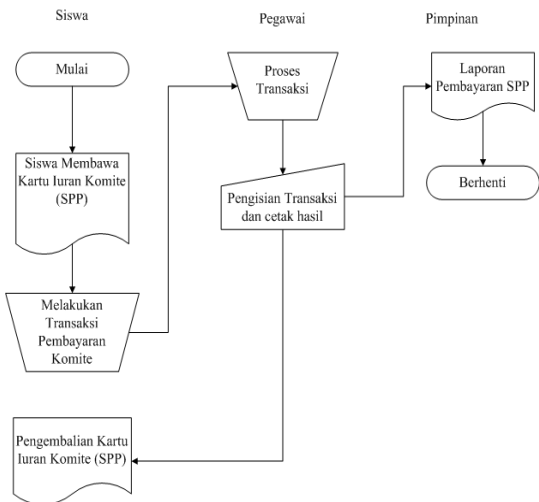 Siswa
Pegawai
Pimpinan
Mulai
Proses
Transaksi
Laporan
Pembayaran SPP
Siswa Membawa
Kartu Iuran Komite
(SPP)
Pengisian Transaksi
dan cetak hasil
Berhenti
Melakukan
Transaksi
Pembayaran
Komite
Pengembalian Kartu
Iuran Komite (SPP)